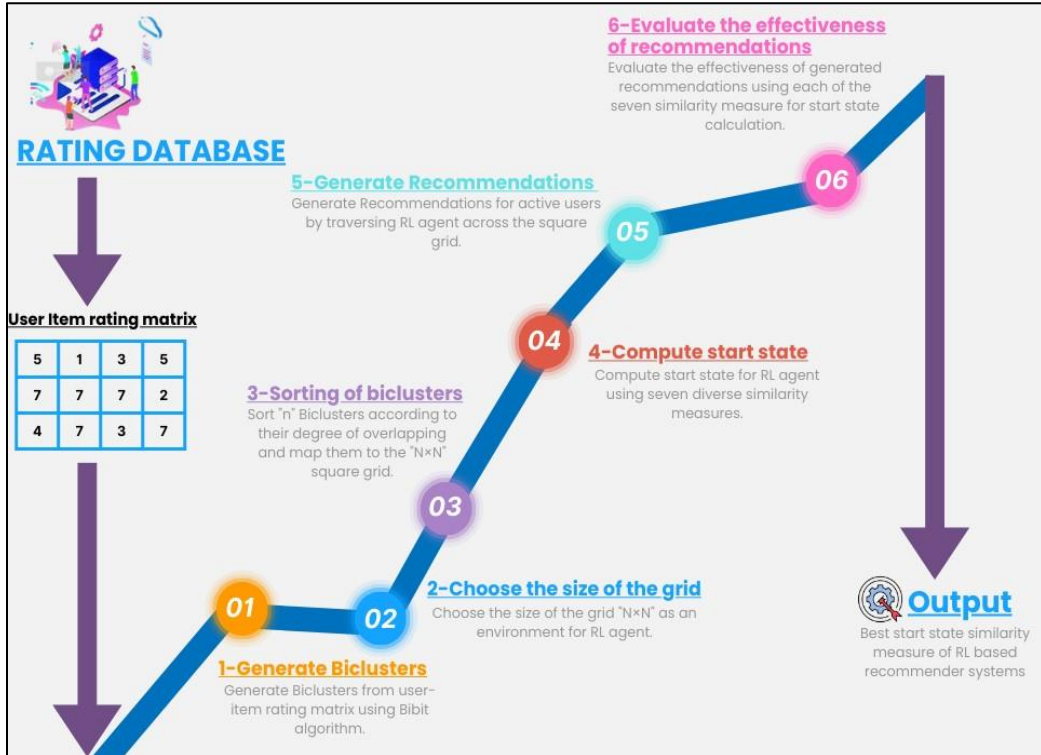 RATING DATABASE
User Item rating matrix
5 1 3 5
7 7 7 2
4 7 3 7
01
1-Generate Biclusters
Generate Biclusters from user-
item rating matrix using Bibit
algorithm.
02
2-Choose the size of the grid
Choose the size of the grid "N×N" as an
environment for RL agent.
03
3-Sorting of biclusters
Sort "n" Biclusters according to
their degree of overlapping
and map them to the "N×N"
square grid.
04
4-Compute start state
Compute start state for RL agent
using seven diverse similarity
measures.
05
5-Generate Recommendations
Generate Recommendations for active users
by traversing RL agent across the square
grid.
06
6-Evaluate the effectiveness
of recommendations
Evaluate the effectiveness of generated
recommendations using each of the
seven similarity measure for start state
calculation.
Output
Best start state similarity
measure of RL based
recommender systems